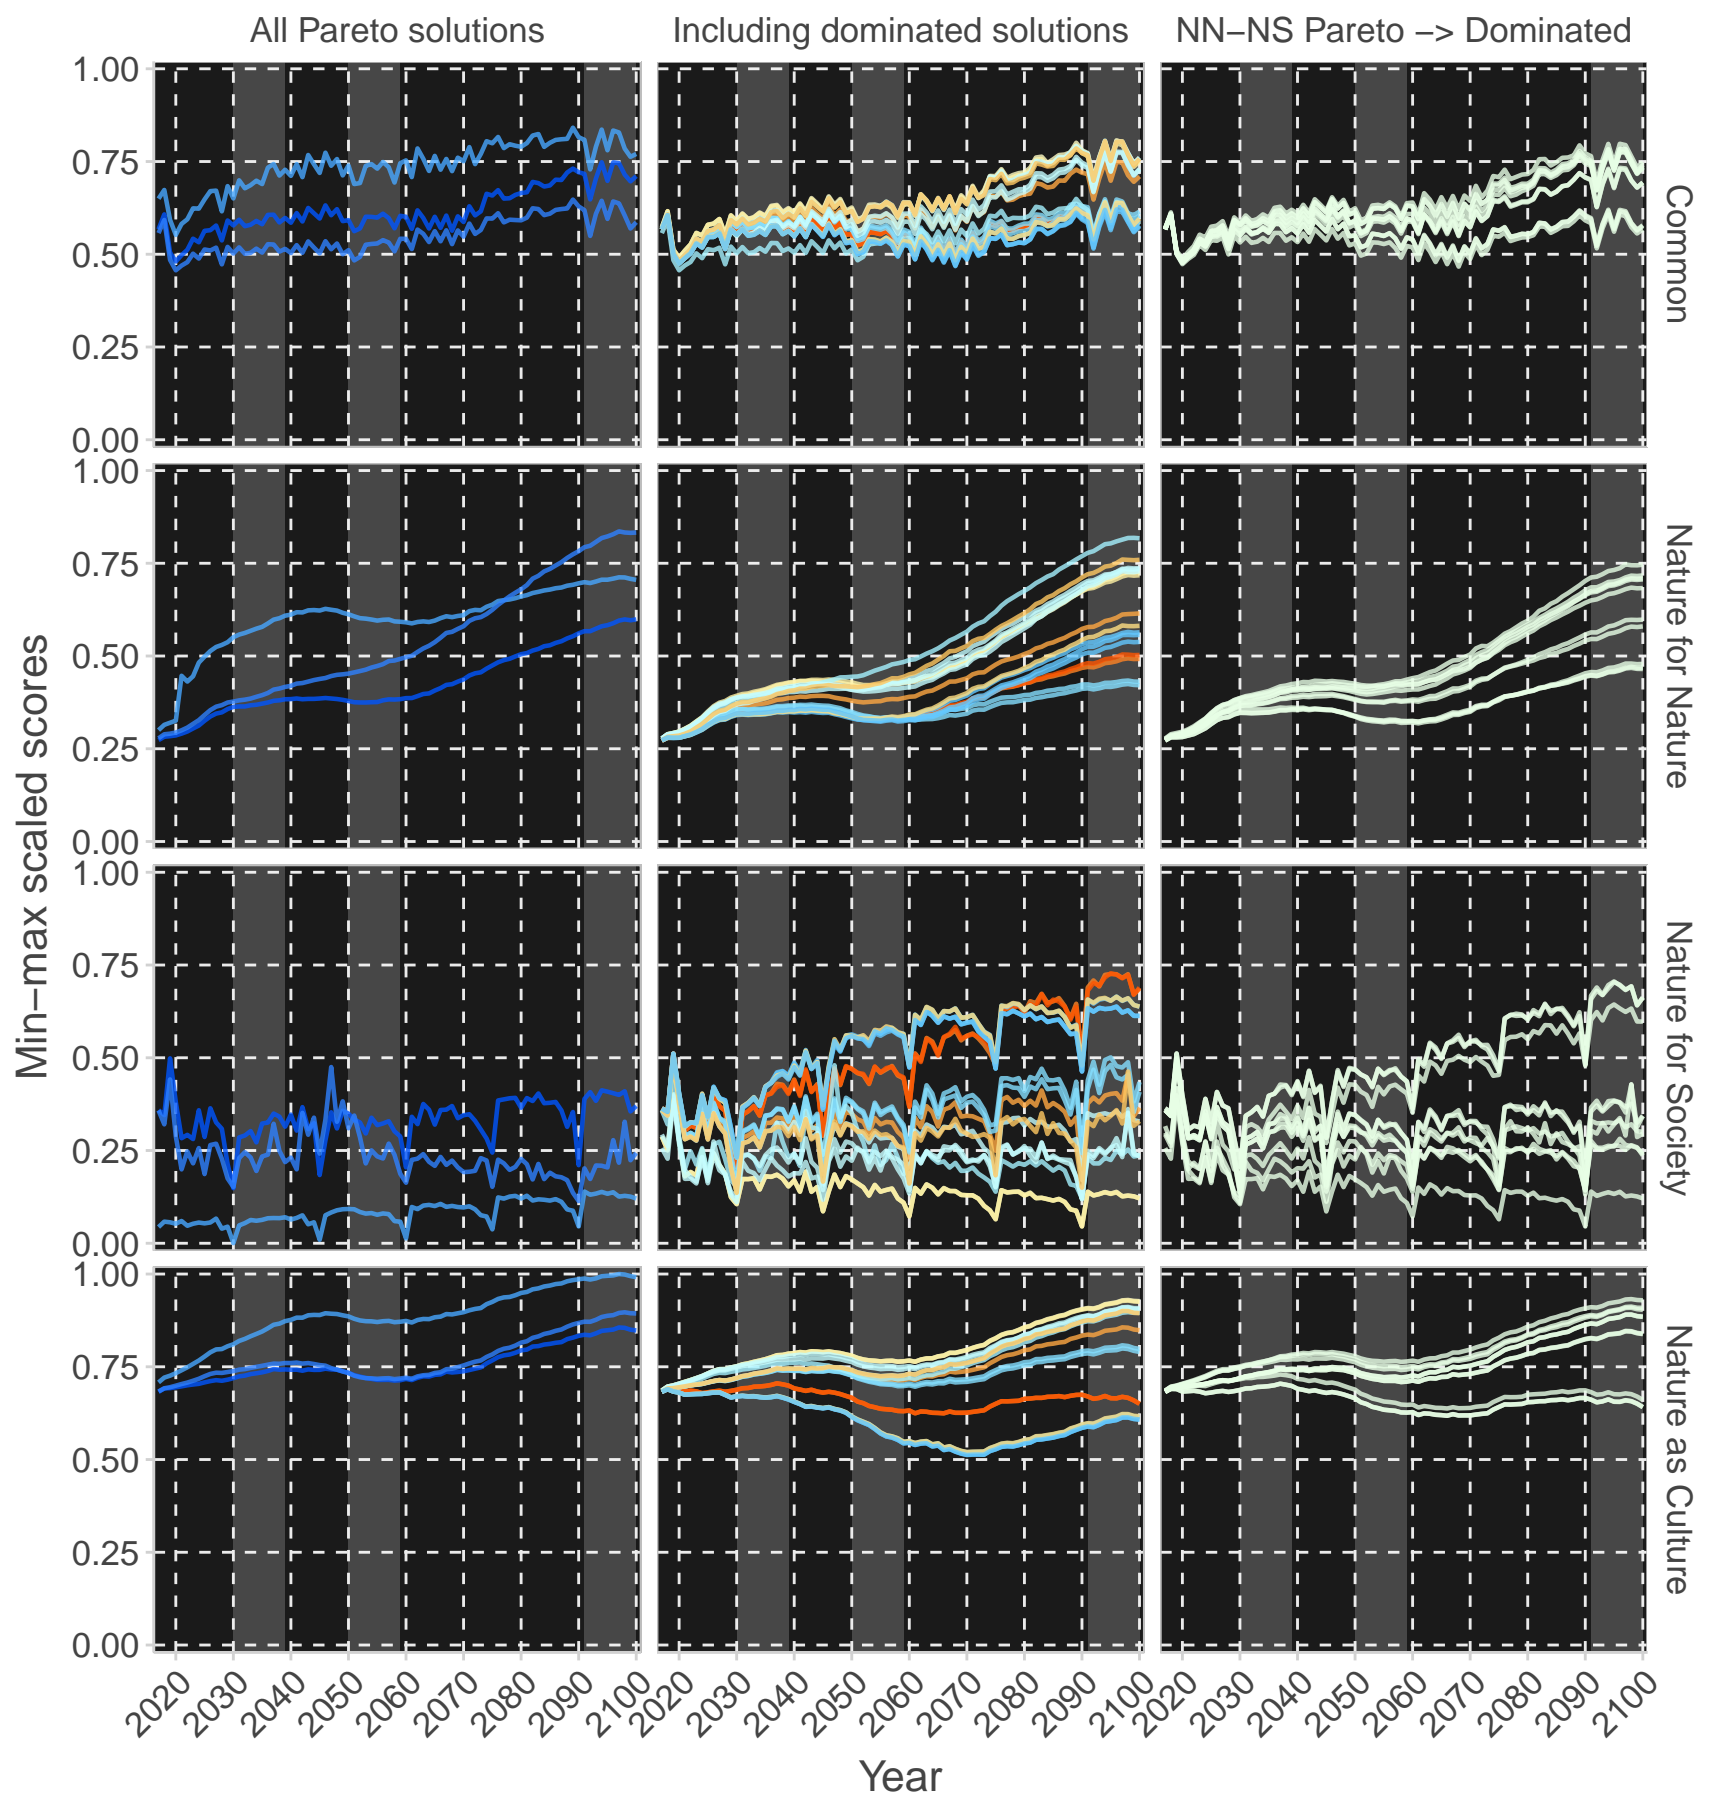 All Pareto solutions
Including dominated solutions
NN−NS Pareto −> Dominated
1.00
0.75
0.50
0.25
0.00
Common
1.00
0.75
0.50
0.25
0.00
Nature for Nature
1.00
0.75
0.50
0.25
0.00
Nature for Society
1.00
0.75
0.50
0.25
0.00
Nature as Culture
Min−max scaled scores
2020 2030 2040 2050 2060 2070 2080 2090 2100
2020 2030 2040 2050 2060 2070 2080 2090 2100
2020 2030 2040 2050 2060 2070 2080 2090 2100
Year